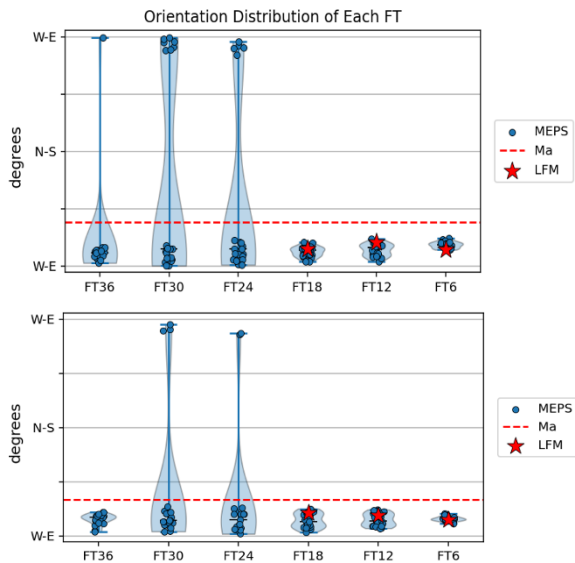 Orientation Distribution of Each FT
W-E
N-S
W-E
degrees
FT36 FT30 FT24 FT18 FT12 FT6
MEPS
Ma
LFM
W-E
N-S
W-E
degrees
FT36 FT30 FT24 FT18 FT12 FT6
MEPS
Ma
LFM